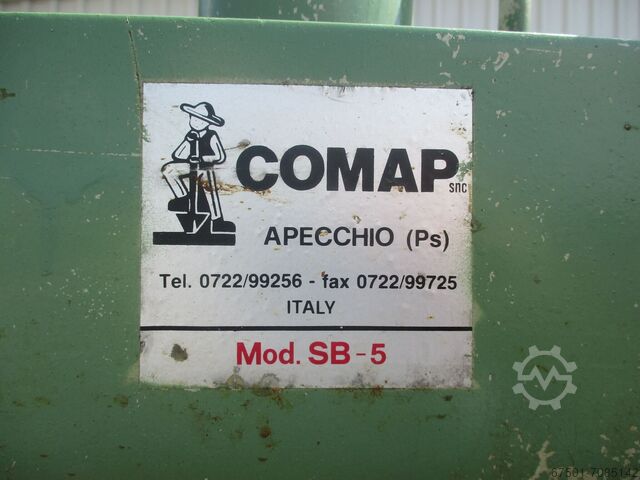 COMAP snc
APECCHIO (Ps)
Tel. 0722/99256 - fax 0722/99725
ITALY
Mod. SB-5
67501-7085142